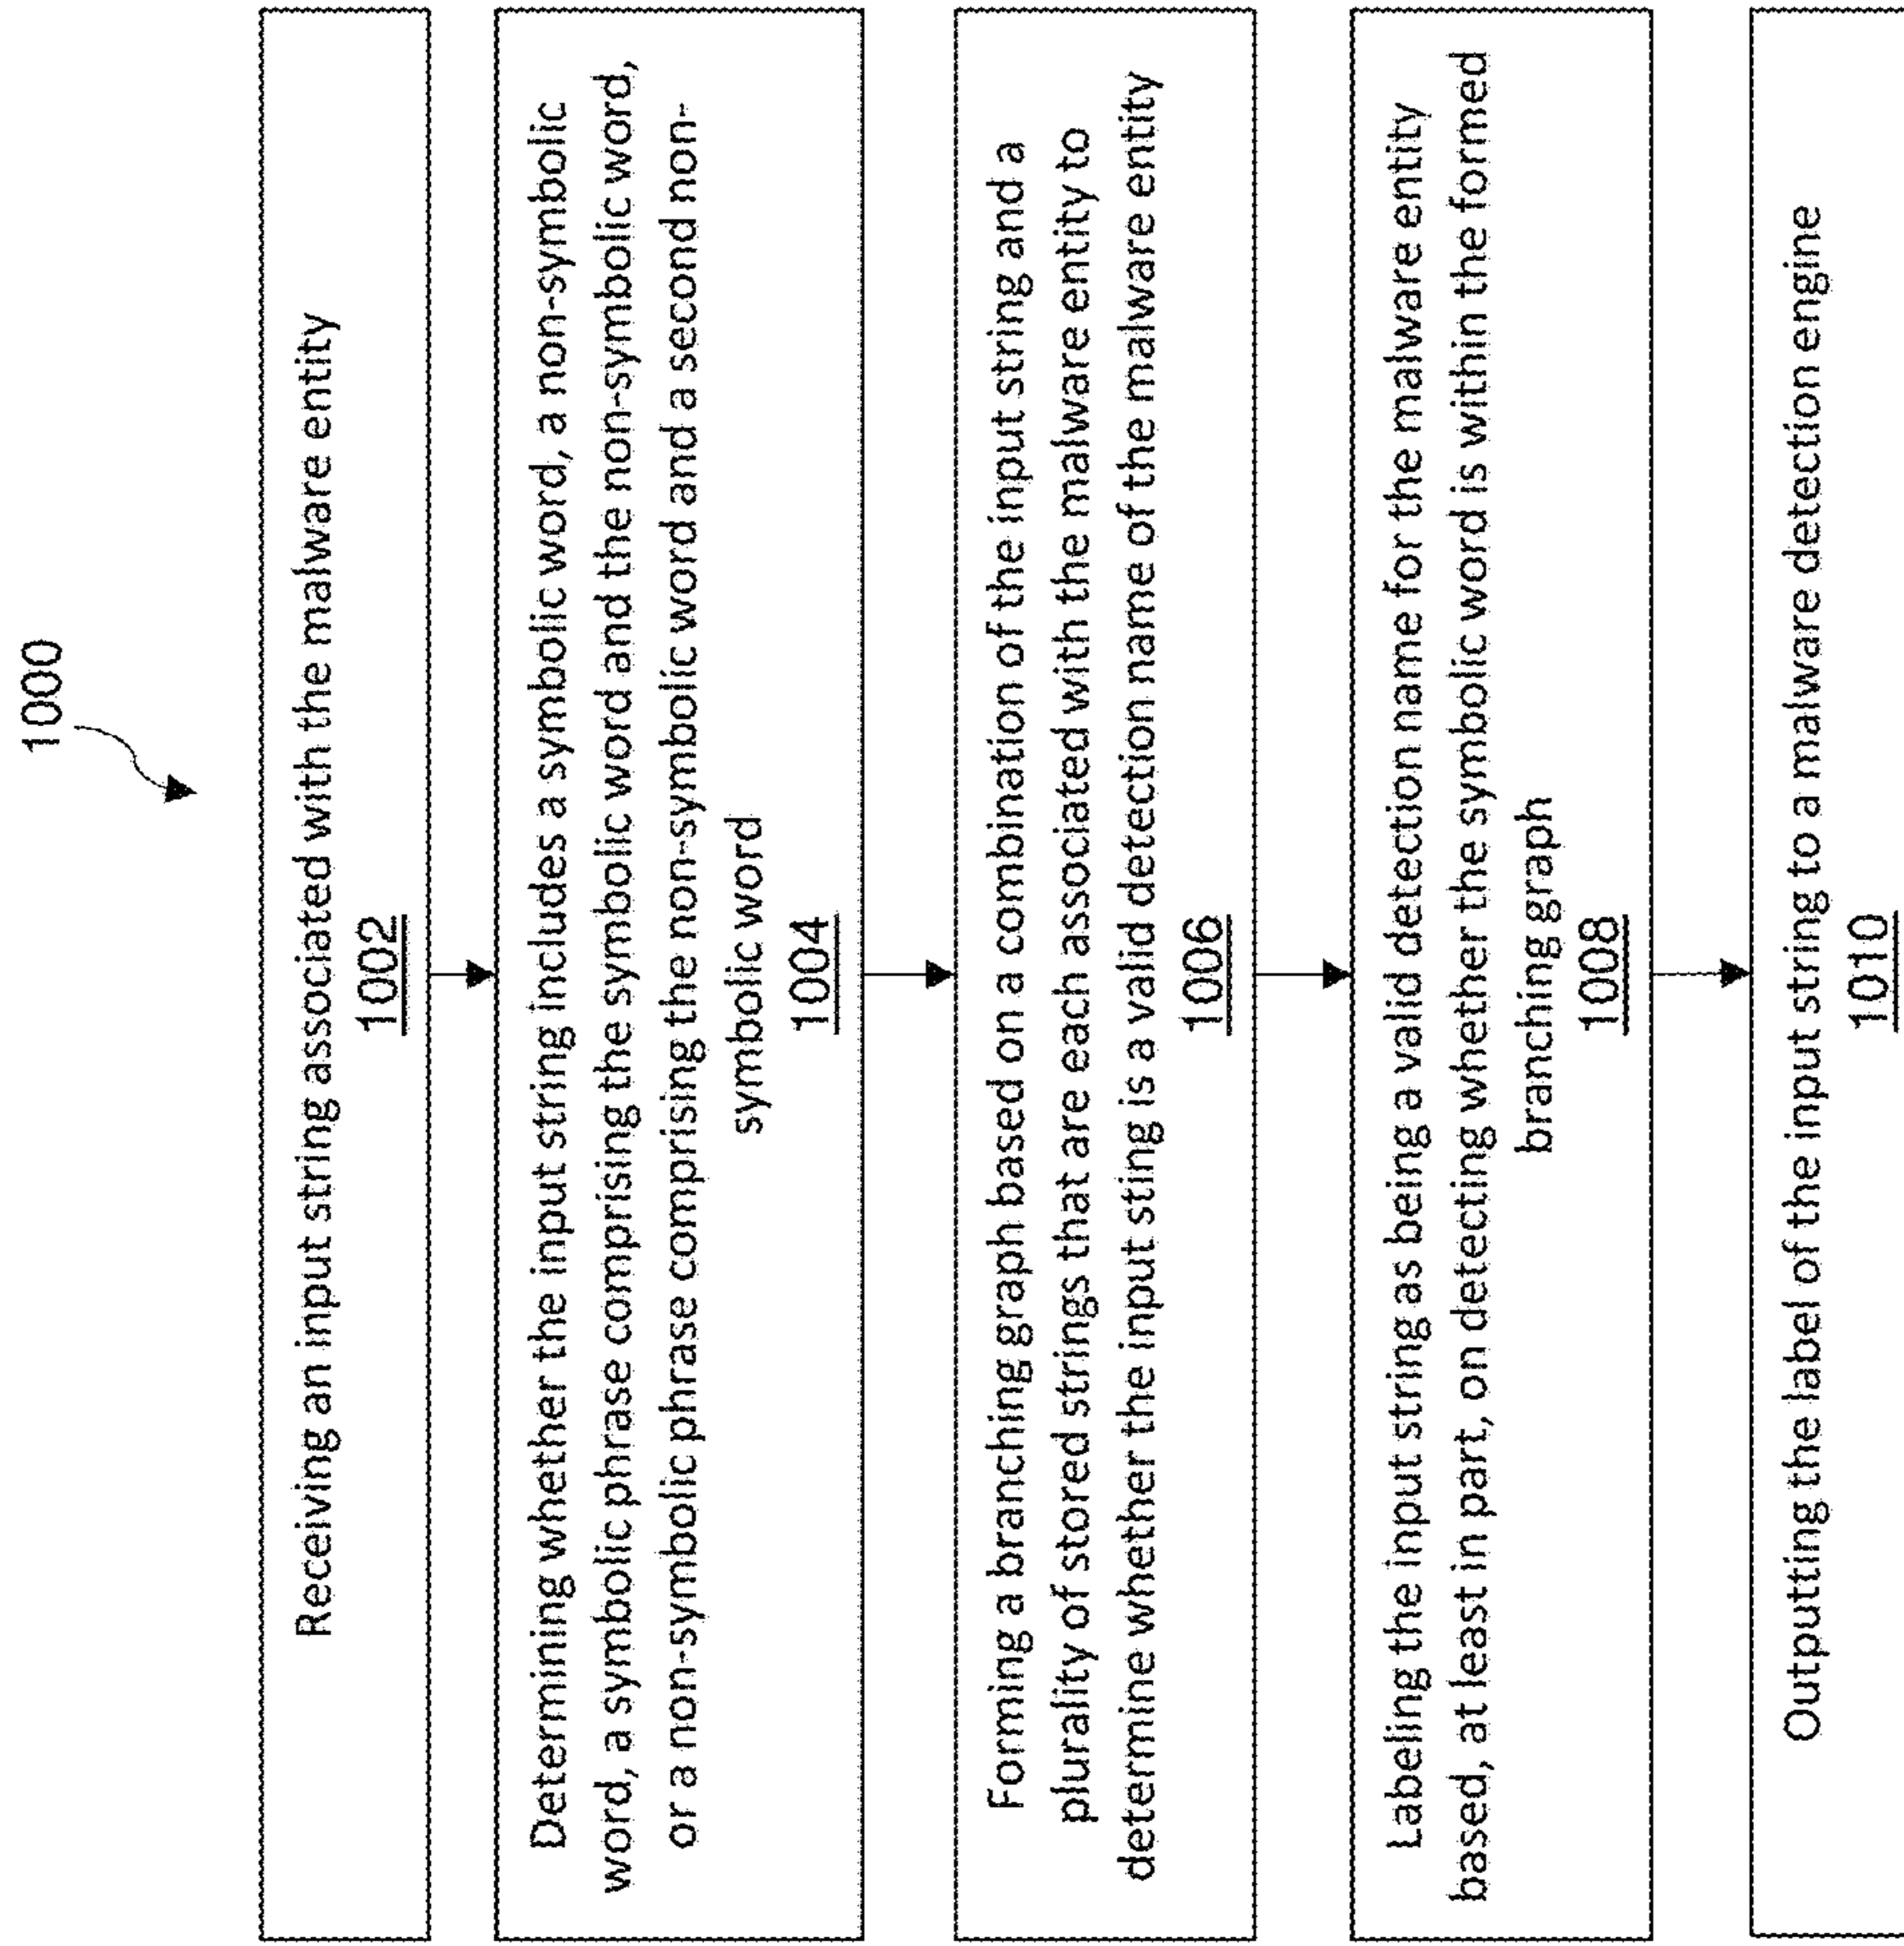 1000
Receiving an input string associated with the malware entity
1002
Determining whether the input string includes a symbolic word, a non-symbolic
word, a symbolic phrase comprising the symbolic word and the non-symbolic word,
or a non-symbolic phrase comprising the non-symbolic word and a second non-
symbolic word
1004
Forming a branching graph based on a combination of the input string and a
plurality of stored strings that are each associated with the malware entity to
determine whether the input sting is a valid detection name of the malware entity
1006
Labeling the input string as being a valid detection name for the malware entity
based, at least in part, on detecting whether the symbolic word is within the formed
branching graph
1008
Outputting the label of the input string to a malware detection engine
1010